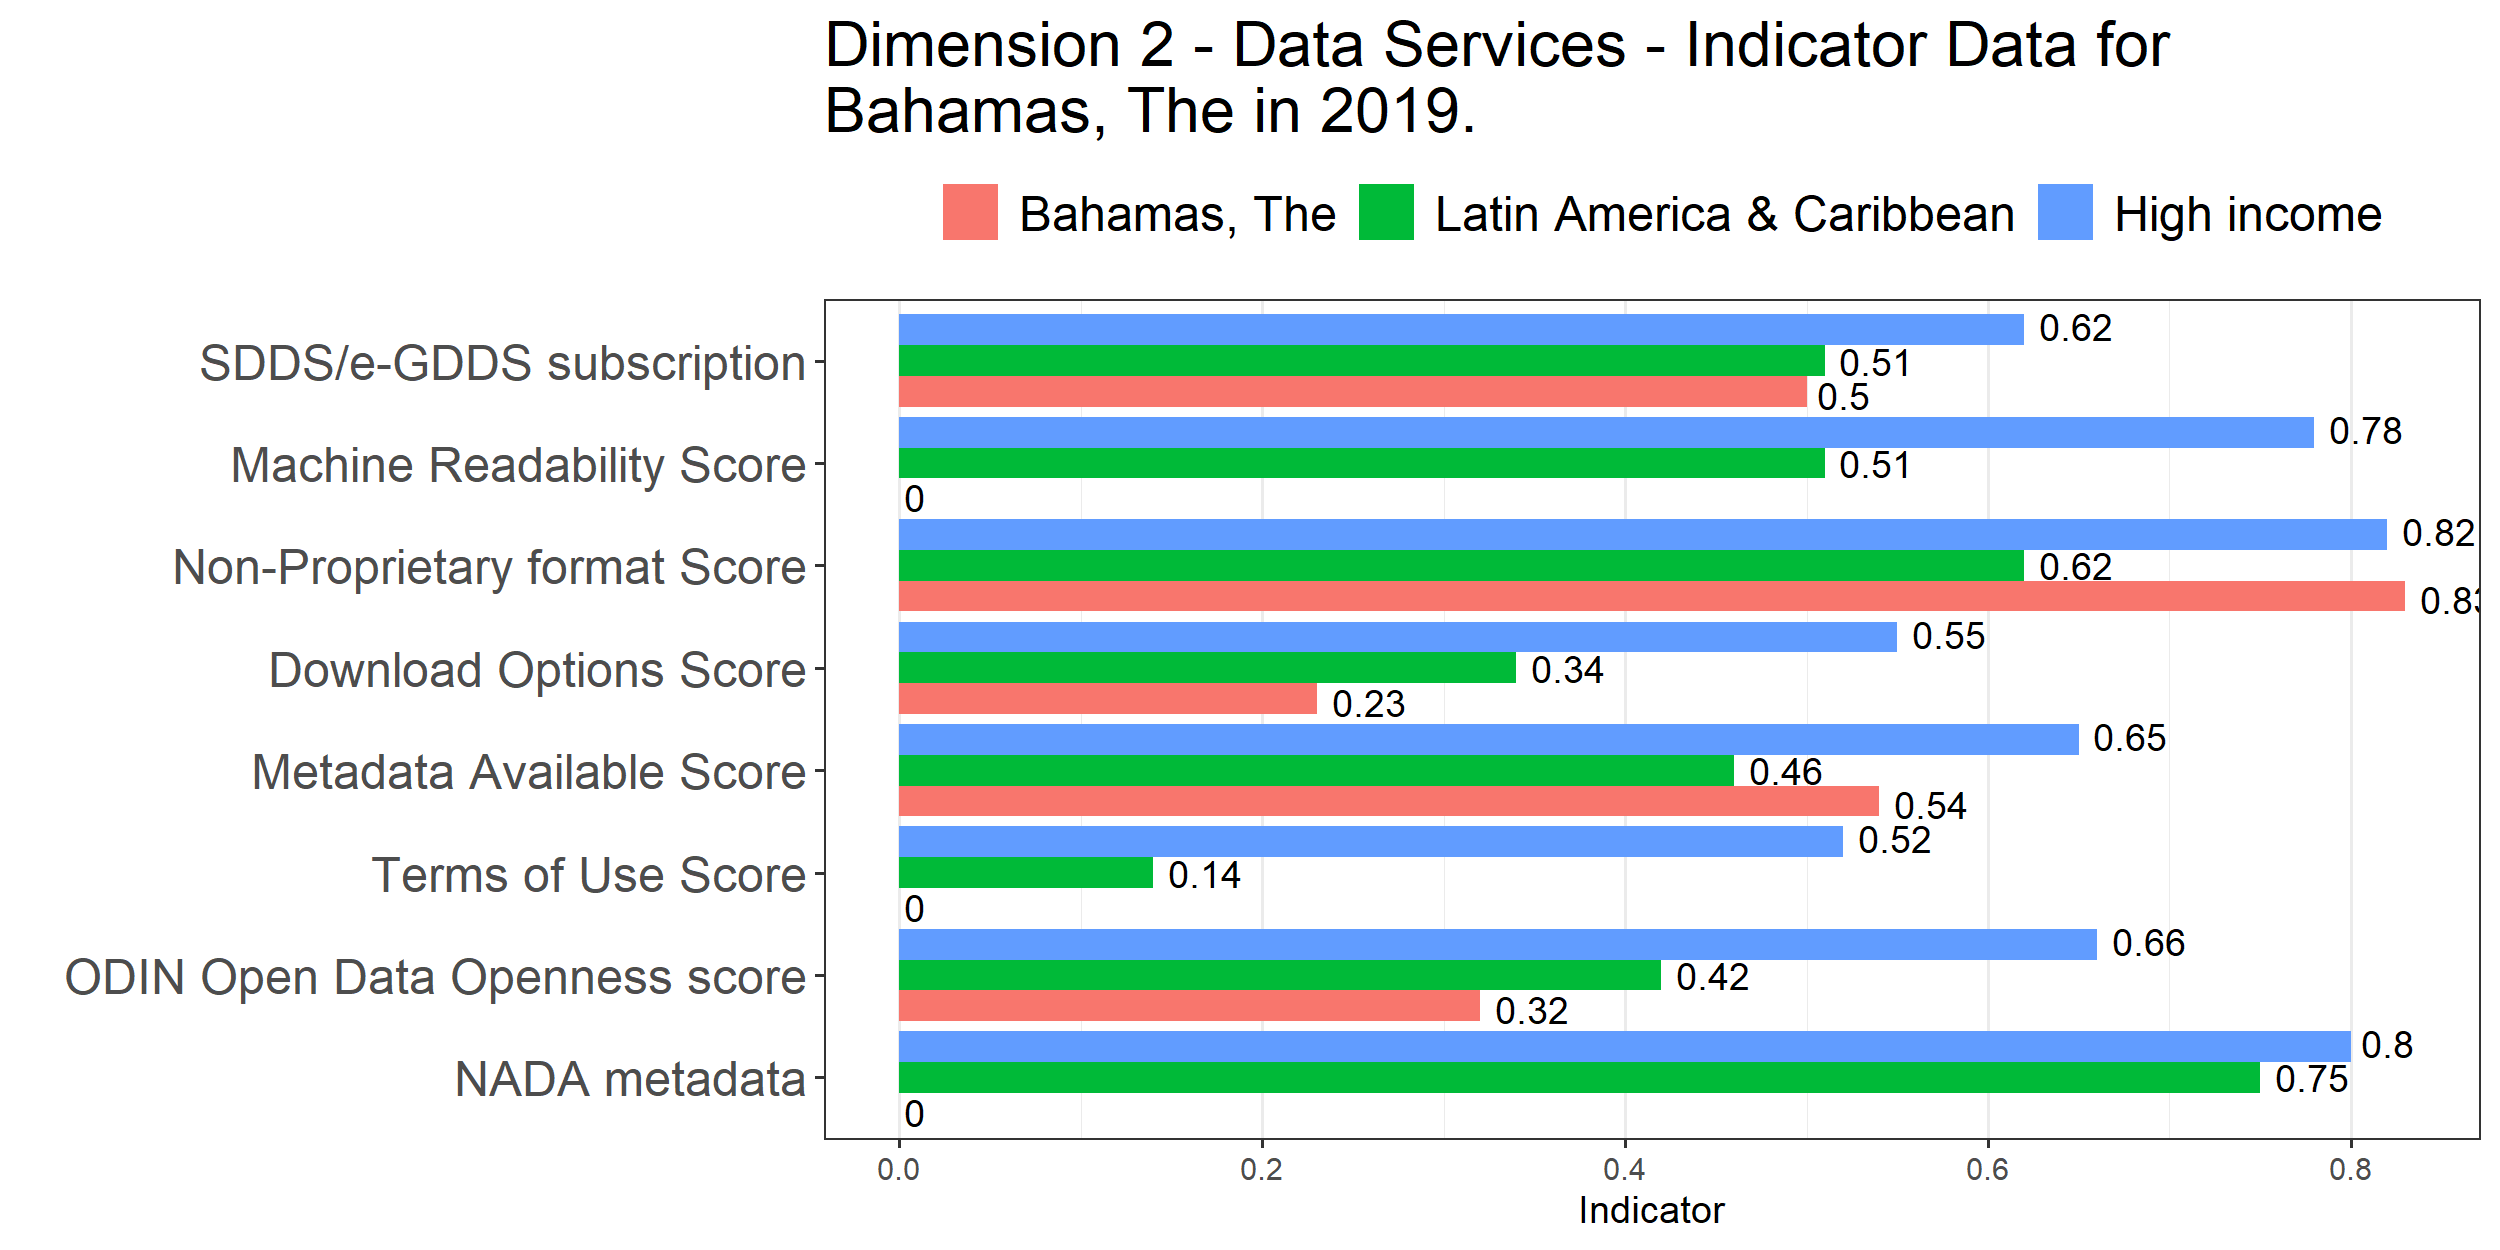 Dimension 2 - Data Services - Indicator Data for
Bahamas, The in 2019.
Bahamas, The
Latin America & Caribbean
High income
SDDS/e-GDDS subscription
0.62
0.51
0.5
Machine Readability Score
0.78
0.51
0
Non-Proprietary format Score
0.82
0.62
0.83
Download Options Score
0.55
0.34
0.23
Metadata Available Score
0.65
0.46
0.54
Terms of Use Score
0.52
0.14
0
ODIN Open Data Openness score
0.66
0.42
0.32
NADA metadata
0.8
0.75
0
0.0 0.2 0.4 0.6 0.8
Indicator